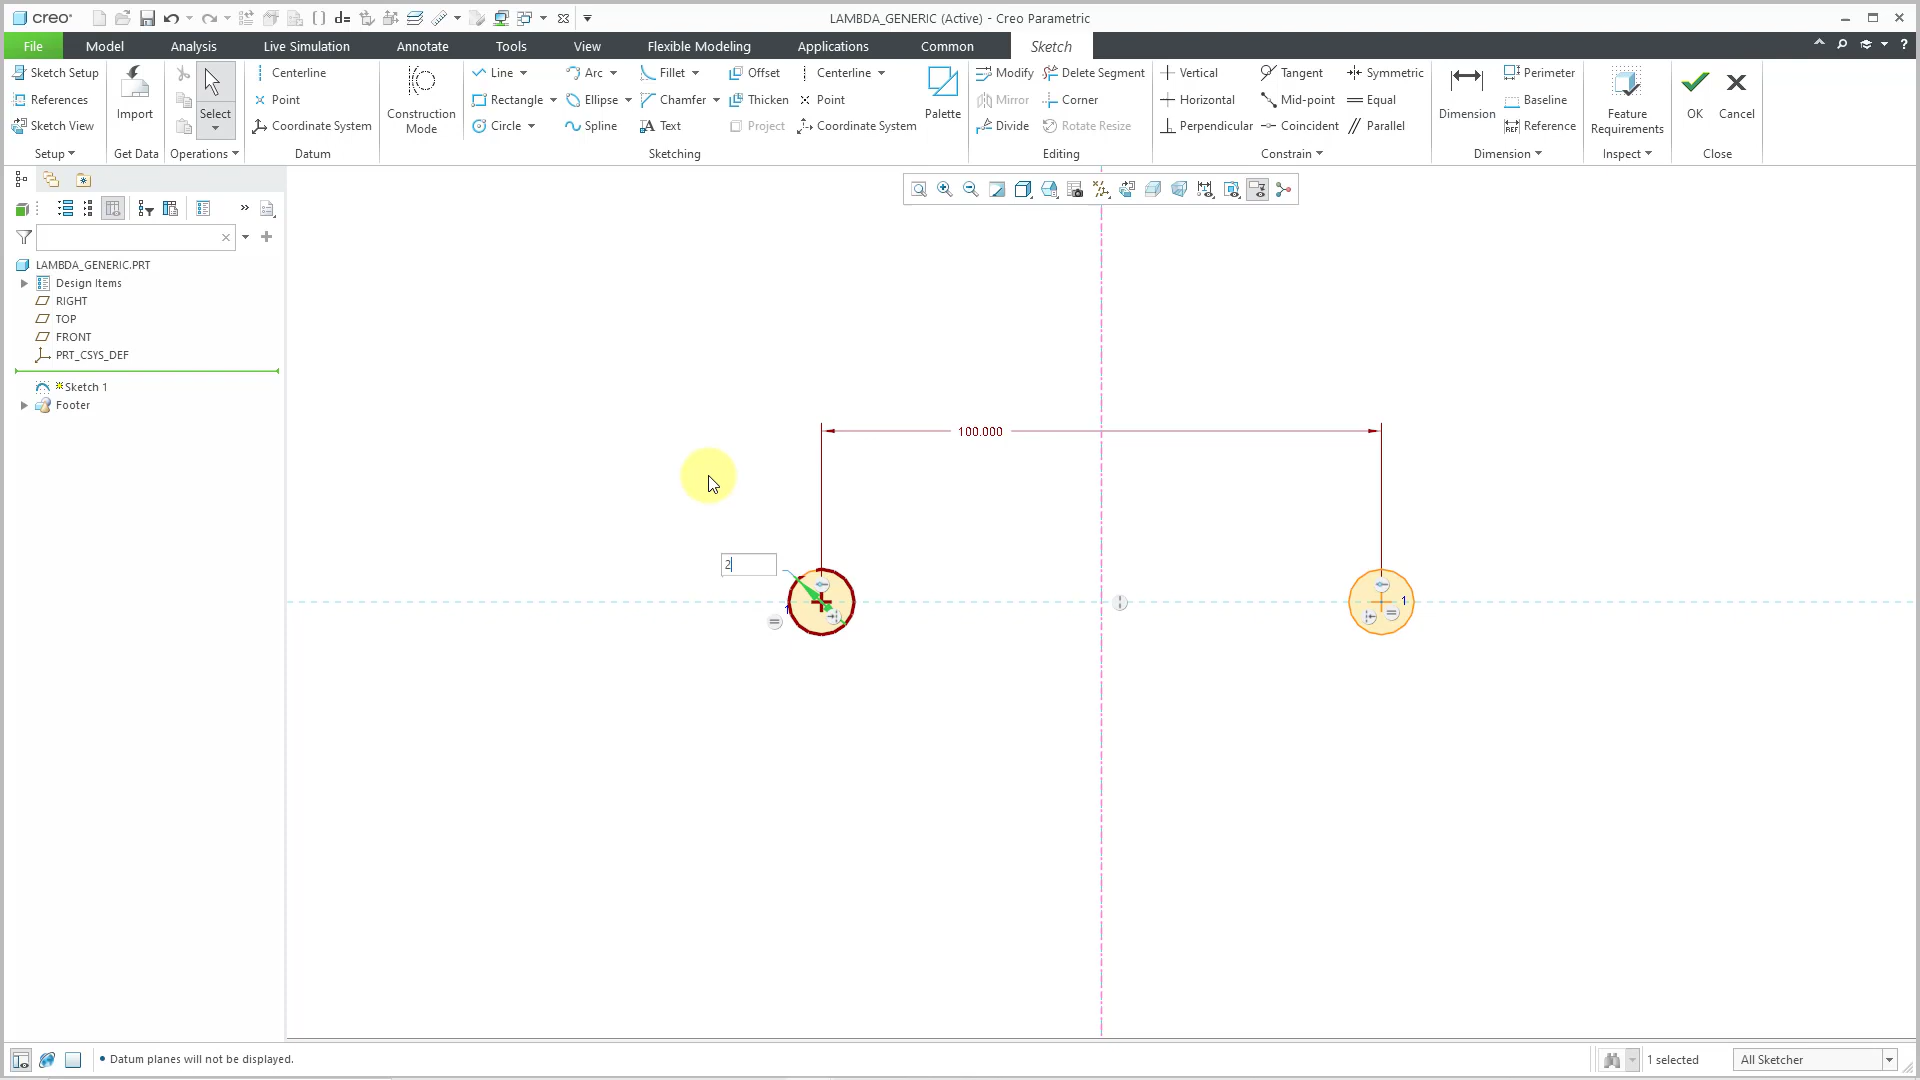 creo
d=
LAMBDA_GENERIC (Active) - Creo Parametric
File
Model
Analysis
Live Simulation
Annotate
Tools
View
Flexible Modeling
Applications
Common
Sketch
?
Sketch Setup
References
Sketch View
Setup
Import
Get Data
Select
Operations
Centerline
Point
Coordinate System
Datum
Construction
Mode
Line
Rectangle
Circle
Arc
Ellipse
Spline
Fillet
Chamfer
Text
Offset
Thicken
Project
Centerline
Point
Coordinate System
Palette
Sketching
Modify
Mirror
Divide
Delete Segment
Corner
Rotate Resize
Editing
Vertical
Horizontal
Perpendicular
Tangent
Mid-point
Coincident
Symmetric
Equal
Parallel
Constrain
Dimension
Perimeter
Baseline
REF Reference
Dimension
Feature
Requirements
Inspect
OK
Cancel
Close
LAMBDA_GENERIC.PRT
Design Items
RIGHT
TOP
FRONT
PRT_CSYS_DEF
Sketch 1
Footer
100.000
2
1
1
Datum planes will not be displayed.
1 selected
All Sketcher